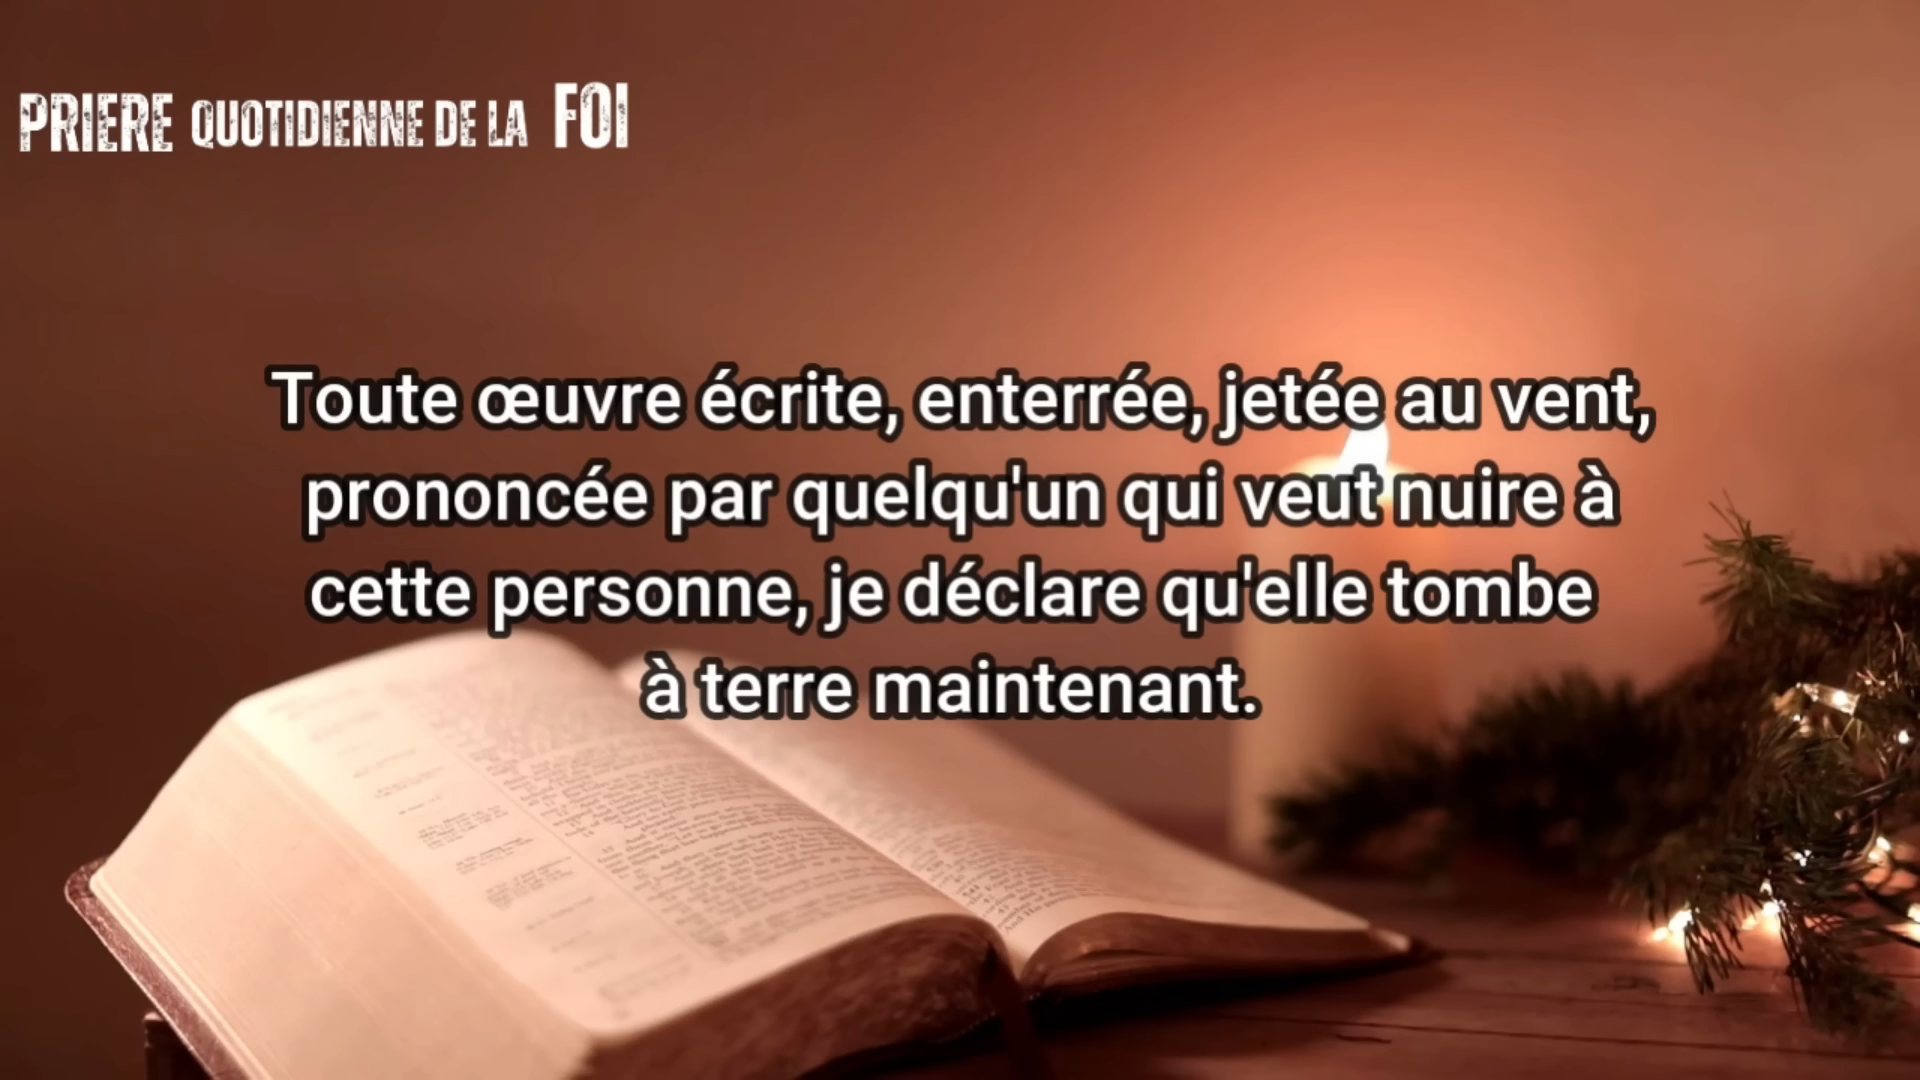 PRIERE QUOTIDIENNE DE LA FOI
Toute œuvre écrite, enterrée, jetée au vent,
prononcée par quelqu'un qui veut nuire à
cette personne, je déclare qu'elle tombe
à terre maintenant.